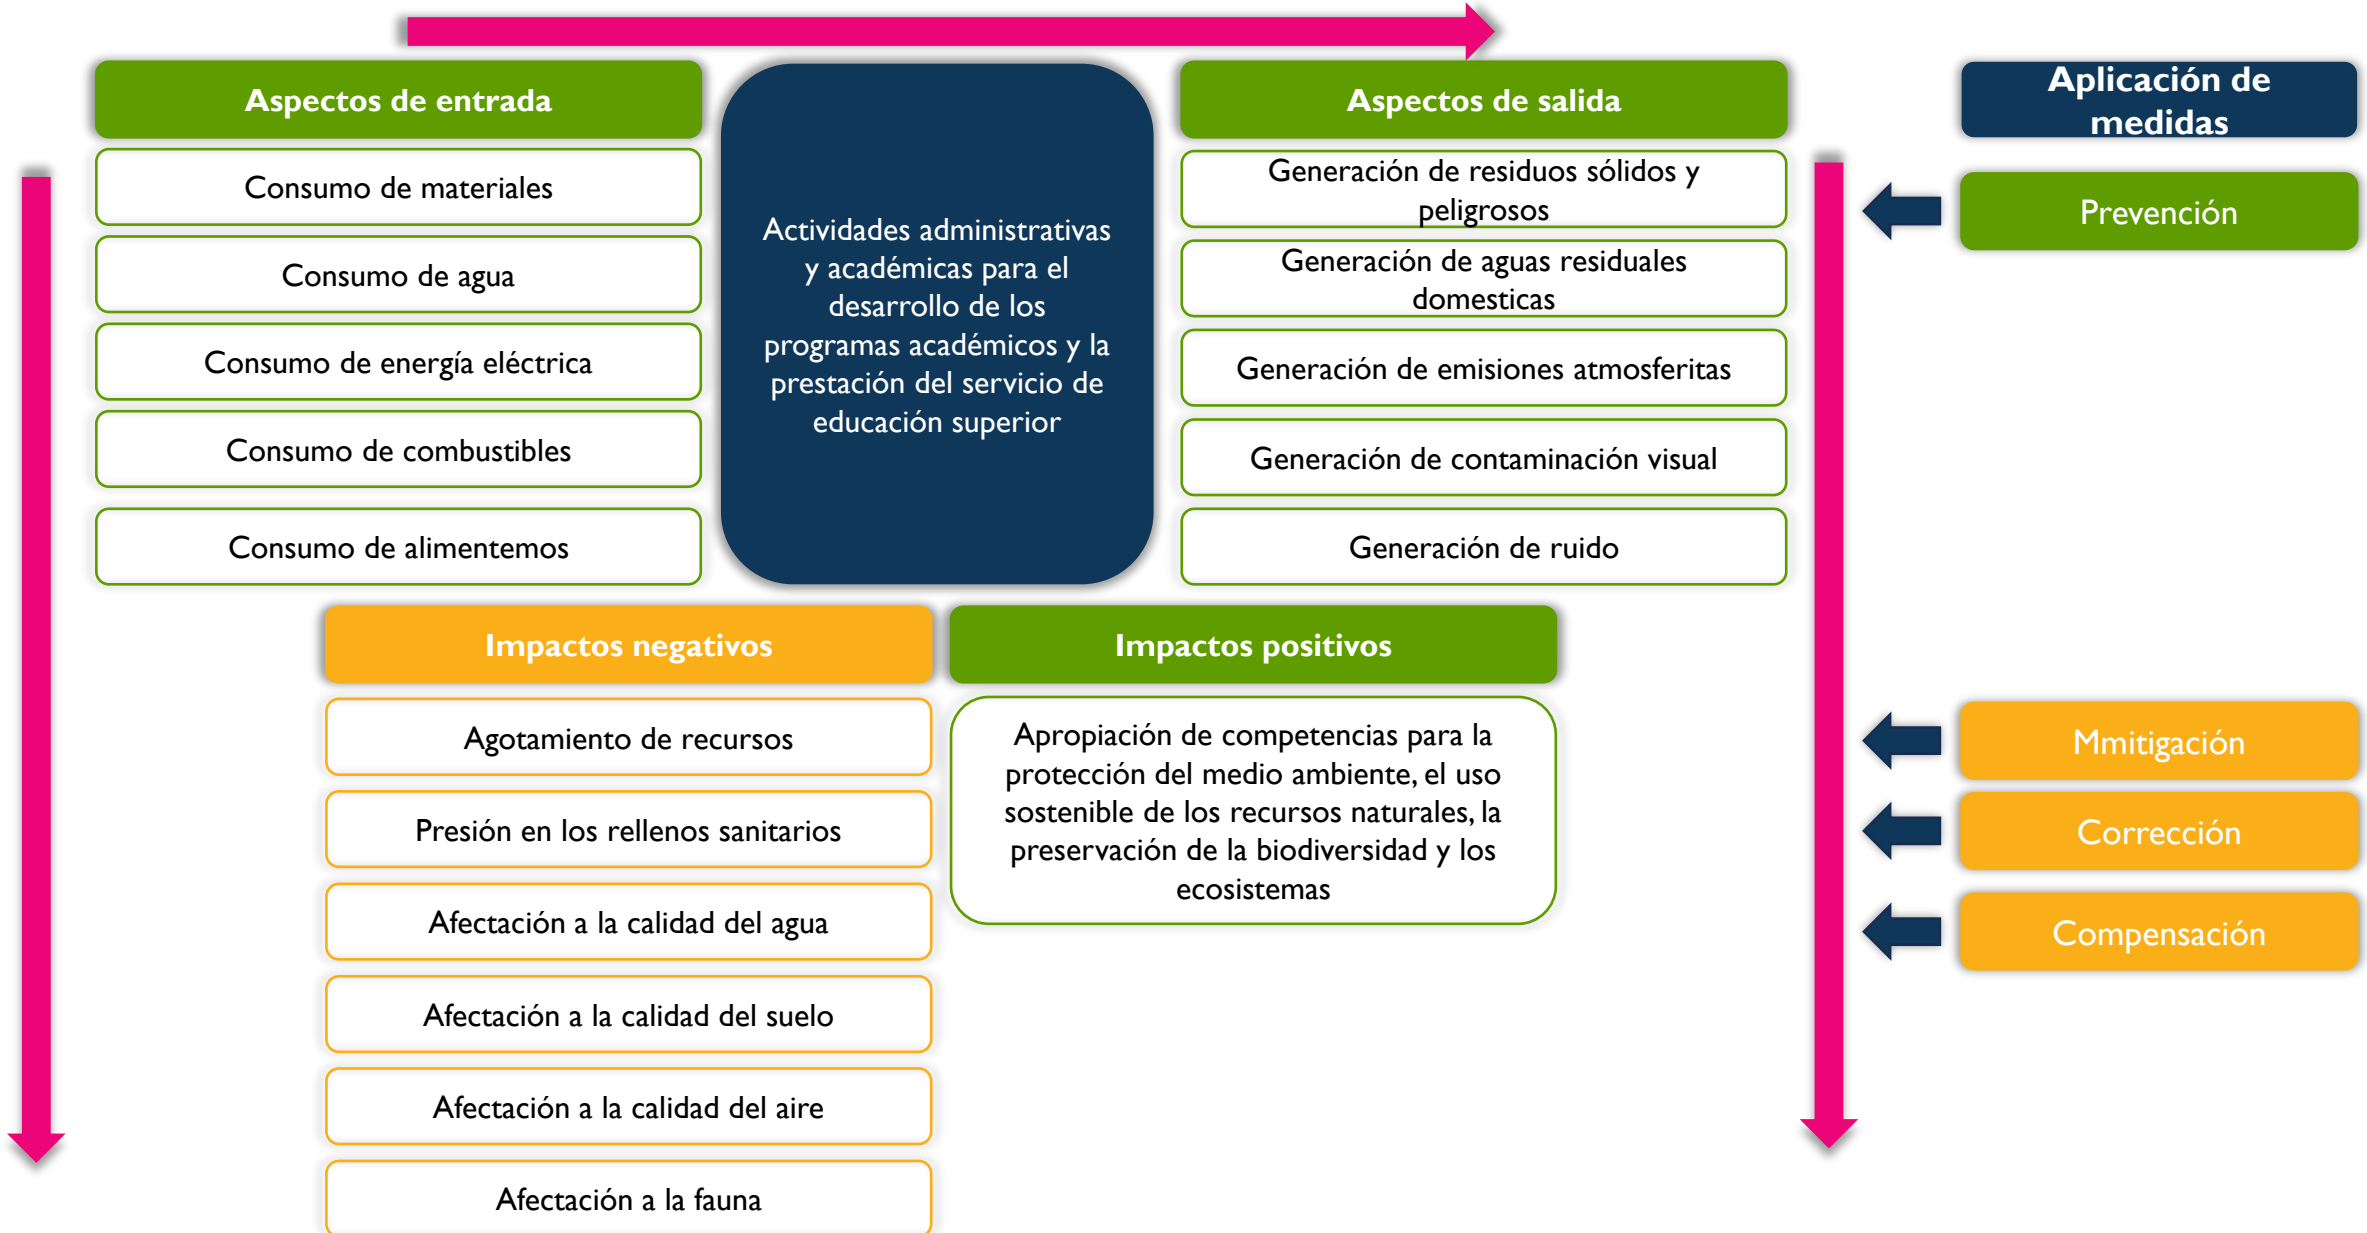 Aspectos de entrada
Consumo de materiales
Consumo de agua
Consumo de energía eléctrica
Consumo de combustibles
Consumo de alimentemos
Actividades administrativas
y académicas para el
desarrollo de los
programas académicos y la
prestación del servicio de
educación superior
Aspectos de salida
Generación de residuos sólidos y
peligrosos
Generación de aguas residuales
domesticas
Generación de emisiones atmosferitas
Generación de contaminación visual
Generación de ruido
Aplicación de
medidas
Prevención
Impactos negativos
Agotamiento de recursos
Presión en los rellenos sanitarios
Afectación a la calidad del agua
Afectación a la calidad del suelo
Afectación a la calidad del aire
Afectación a la fauna
Impactos positivos
Apropiación de competencias para la
protección del medio ambiente, el uso
sostenible de los recursos naturales, la
preservación de la biodiversidad y los
ecosistemas
Mmitigación
Corrección
Compensación